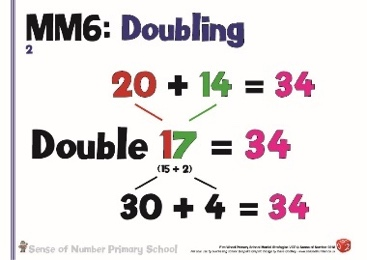 MM6: Doubling
2
20 + 14 = 34
Double 17 = 34
(15 + 2)
30 + 4 = 34
Sense of Number Primary School